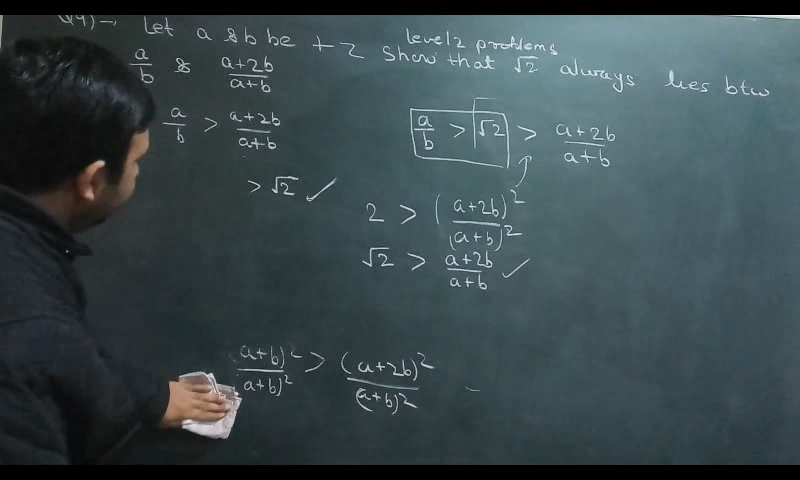 Let a & b be + Z level 2 problems
a/b & a+2b/a+b Show that √2 always lies btw
a/b > a+2b/a+b
> √2 ✓
a/b > √2 > a+2b/a+b
2 > (a+2b)²/(a+b)²
√2 > a+2b/a+b ✓
a+b)²/a+b)² > (a+2b)²/(a+b)²